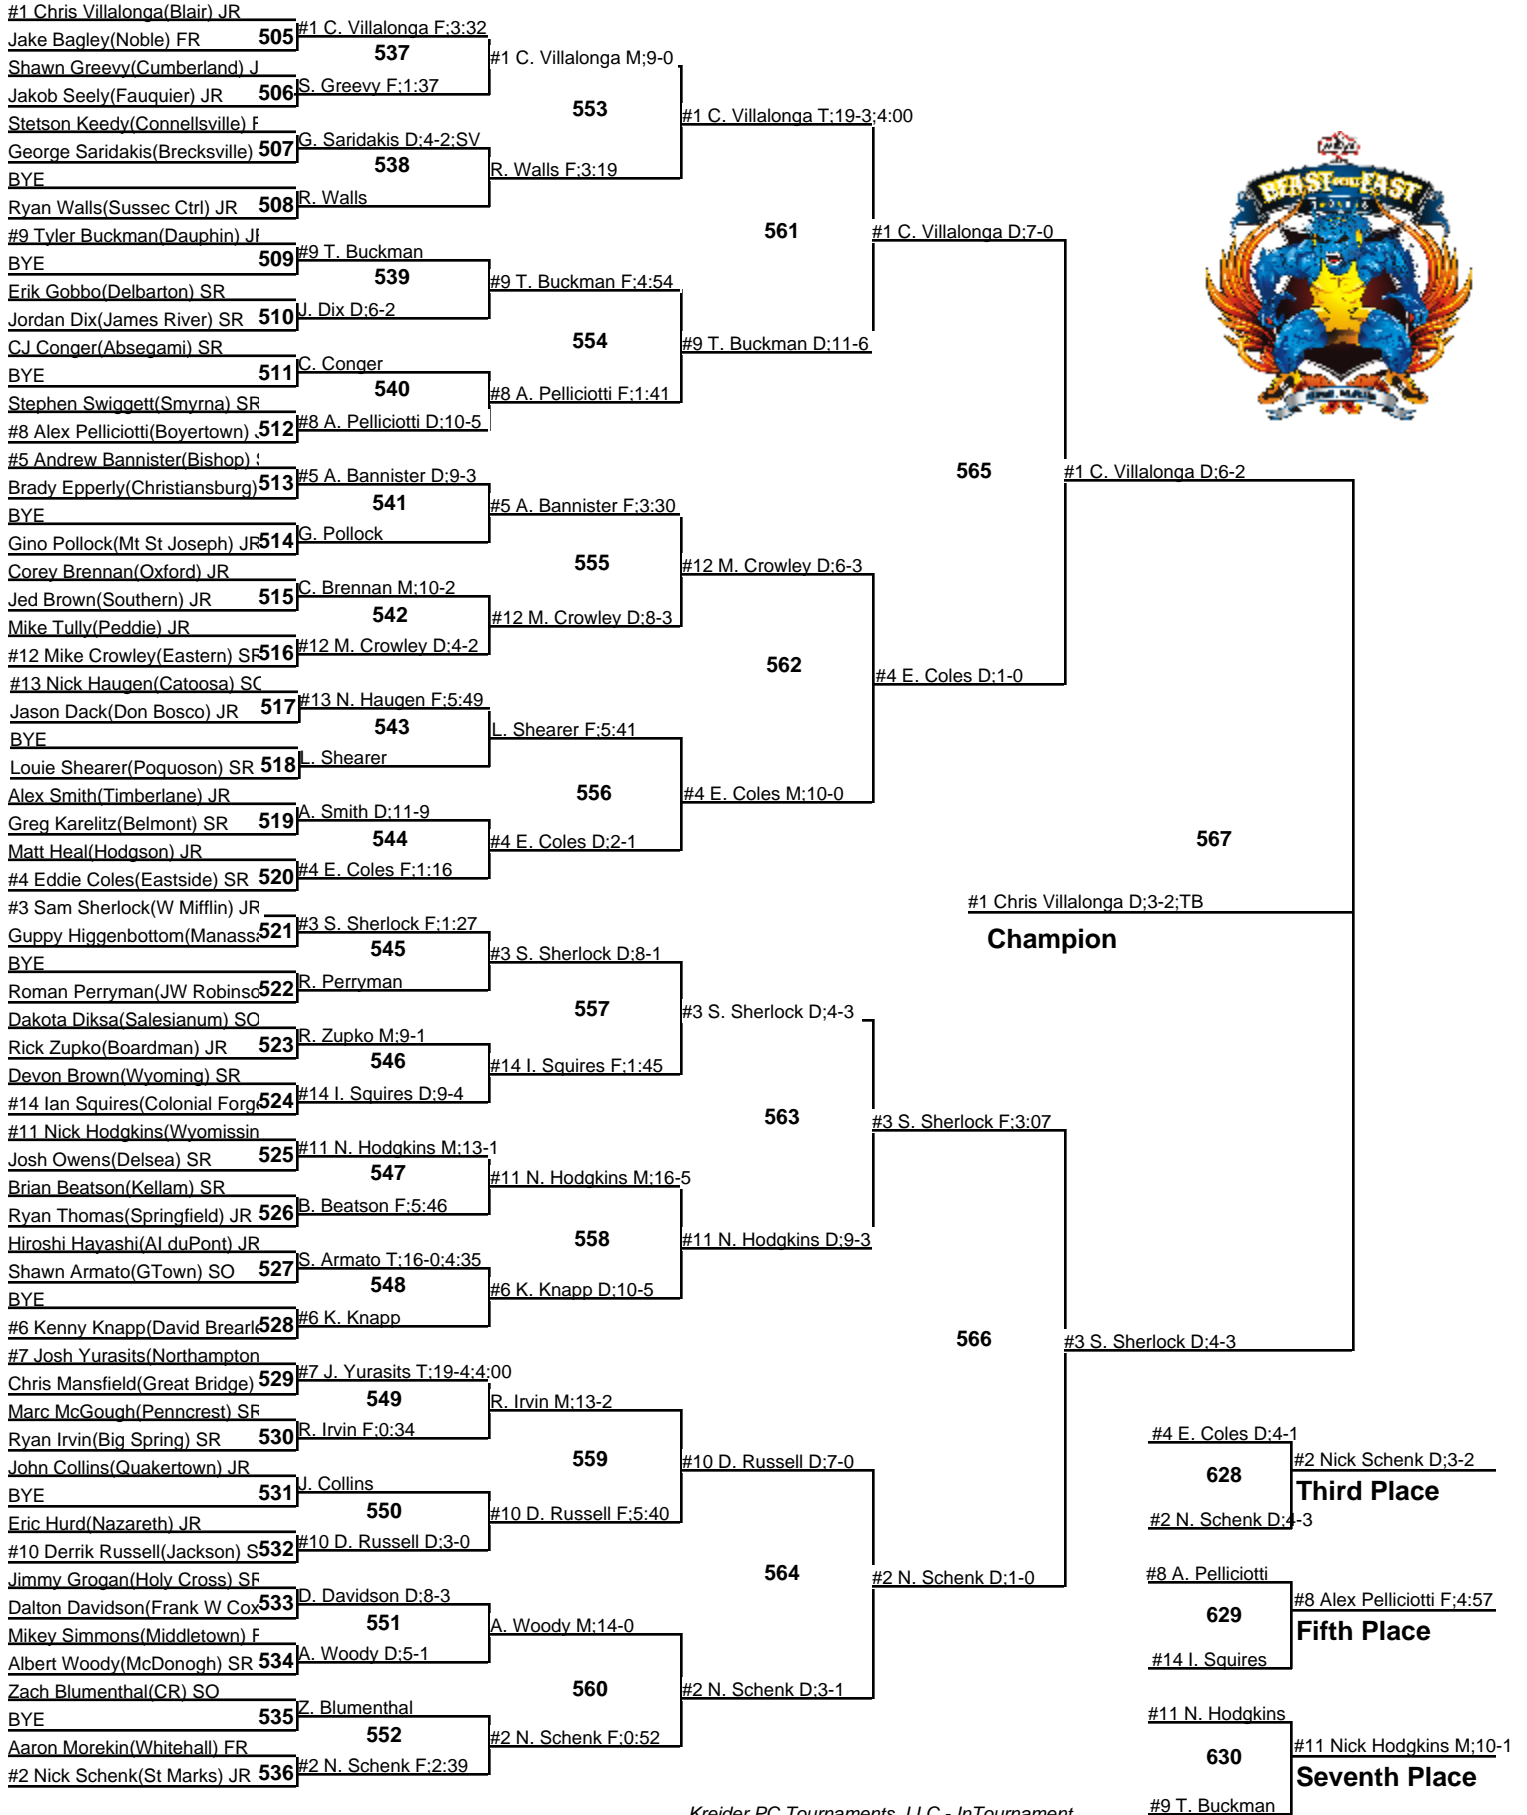 #1 Chris Villalonga(Blair) JR
Jake Bagley(Noble) FR
505
Shawn Greevy(Cumberland) J
Jakob Seely(Fauquier) JR
506
Stetson Keedy(Connellsville) F
George Saridakis(Brecksville)
507
BYE
Ryan Walls(Sussec Ctrl) JR
508
#9 Tyler Buckman(Dauphin) JR
BYE
509
Erik Gobbo(Delbarton) SR
Jordan Dix(James River) SR
510
CJ Conger(Absegami) SR
BYE
511
Stephen Swiggett(Smyrna) SR
#8 Alex Pelliciotti(Boyertown)
512
#5 Andrew Bannister(Bishop)
Brady Epperly(Christiansburg)
513
BYE
Gino Pollock(Mt St Joseph) JR
514
Corey Brennan(Oxford) JR
Jed Brown(Southern) JR
515
Mike Tully(Peddie) JR
#12 Mike Crowley(Eastern) SR
516
#13 Nick Haugen(Catoosa) SO
Jason Dack(Don Bosco) JR
517
BYE
Louie Shearer(Poquoson) SR
518
Alex Smith(Timberlane) JR
Greg Karelitz(Belmont) SR
519
Matt Heal(Hodgson) JR
#4 Eddie Coles(Eastside) SR
520
#3 Sam Sherlock(W Mifflin) JR
Guppy Higgenbottom(Manassa
521
BYE
Roman Perryman(JW Robinso
522
Dakota Diksa(Salesianum) SO
Rick Zupko(Boardman) JR
523
Devon Brown(Wyoming) SR
#14 Ian Squires(Colonial Forge
524
#11 Nick Hodgkins(Wyomissin
Josh Owens(Delsea) SR
525
Brian Beatson(Kellam) SR
Ryan Thomas(Springfield) JR
526
Hiroshi Hayashi(AI duPont) JR
Shawn Armato(GTown) SO
527
BYE
#6 Kenny Knapp(David Brearle
528
#7 Josh Yurasits(Northampton
Chris Mansfield(Great Bridge)
529
Marc McGough(Penncrest) SR
Ryan Irvin(Big Spring) SR
530
John Collins(Quakertown) JR
BYE
531
Eric Hurd(Nazareth) JR
#10 Derrik Russell(Jackson) S
532
Jimmy Grogan(Holy Cross) SR
Dalton Davidson(Frank W Cox
533
Mikey Simmons(Middletown) F
Albert Woody(McDonogh) SR
534
Zach Blumenthal(CR) SO
BYE
535
Aaron Morekin(Whitehall) FR
#2 Nick Schenk(St Marks) JR
536
#1 C. Villalonga F;3:32
537
S. Greevy F;1:37
G. Saridakis D;4-2;SV
538
R. Walls
#9 T. Buckman
539
J. Dix D;6-2
C. Conger
540
#8 A. Pelliciotti D;10-5
#5 A. Bannister D;9-3
541
G. Pollock
C. Brennan M;10-2
542
#12 M. Crowley D;4-2
#13 N. Haugen F;5:49
543
L. Shearer
A. Smith D;11-9
544
#4 E. Coles F;1:16
#3 S. Sherlock F;1:27
545
R. Perryman
R. Zupko M;9-1
546
#14 I. Squires D;9-4
#11 N. Hodgkins M;13-1
547
B. Beatson F;5:46
S. Armato T;16-0;4:35
548
#6 K. Knapp
#7 J. Yurasits T;19-4;4:00
549
R. Irvin F;0:34
J. Collins
550
#10 D. Russell D;3-0
D. Davidson D;8-3
551
A. Woody D;5-1
Z. Blumenthal
552
#2 N. Schenk F;2:39
#1 C. Villalonga M;9-0
553
R. Walls F;3:19
#9 T. Buckman F;4:54
554
#8 A. Pelliciotti F;1:41
#5 A. Bannister F;3:30
555
#12 M. Crowley D;8-3
L. Shearer F;5:41
556
#4 E. Coles D;2-1
#3 S. Sherlock D;8-1
557
#14 I. Squires F;1:45
#11 N. Hodgkins M;16-5
558
#6 K. Knapp D;10-5
R. Irvin M;13-2
559
#10 D. Russell F;5:40
A. Woody M;14-0
560
#2 N. Schenk F;0:52
#1 C. Villalonga T;19-3;4:00
561
#9 T. Buckman D;11-6
#12 M. Crowley D;6-3
562
#4 E. Coles M;10-0
#3 S. Sherlock D;4-3
563
#11 N. Hodgkins D;9-3
#10 D. Russell D;7-0
564
#2 N. Schenk D;3-1
#1 C. Villalonga D;7-0
565
#4 E. Coles D;1-0
#3 S. Sherlock F;3:07
566
#2 N. Schenk D;1-0
#1 C. Villalonga D;6-2
567
#3 S. Sherlock D;4-3
#1 Chris Villalonga D;3-2;TB
Champion
#4 E. Coles D;4-1
628
#2 N. Schenk D;4-3
#2 Nick Schenk D;3-2
Third Place
#8 A. Pelliciotti
629
#14 I. Squires
#8 Alex Pelliciotti F;4:57
Fifth Place
#11 N. Hodgkins
630
#9 T. Buckman
#11 Nick Hodgkins M;10-1
Seventh Place
BEAST OF THE EAST
Kreider PC Tournaments, LLC - InTournament